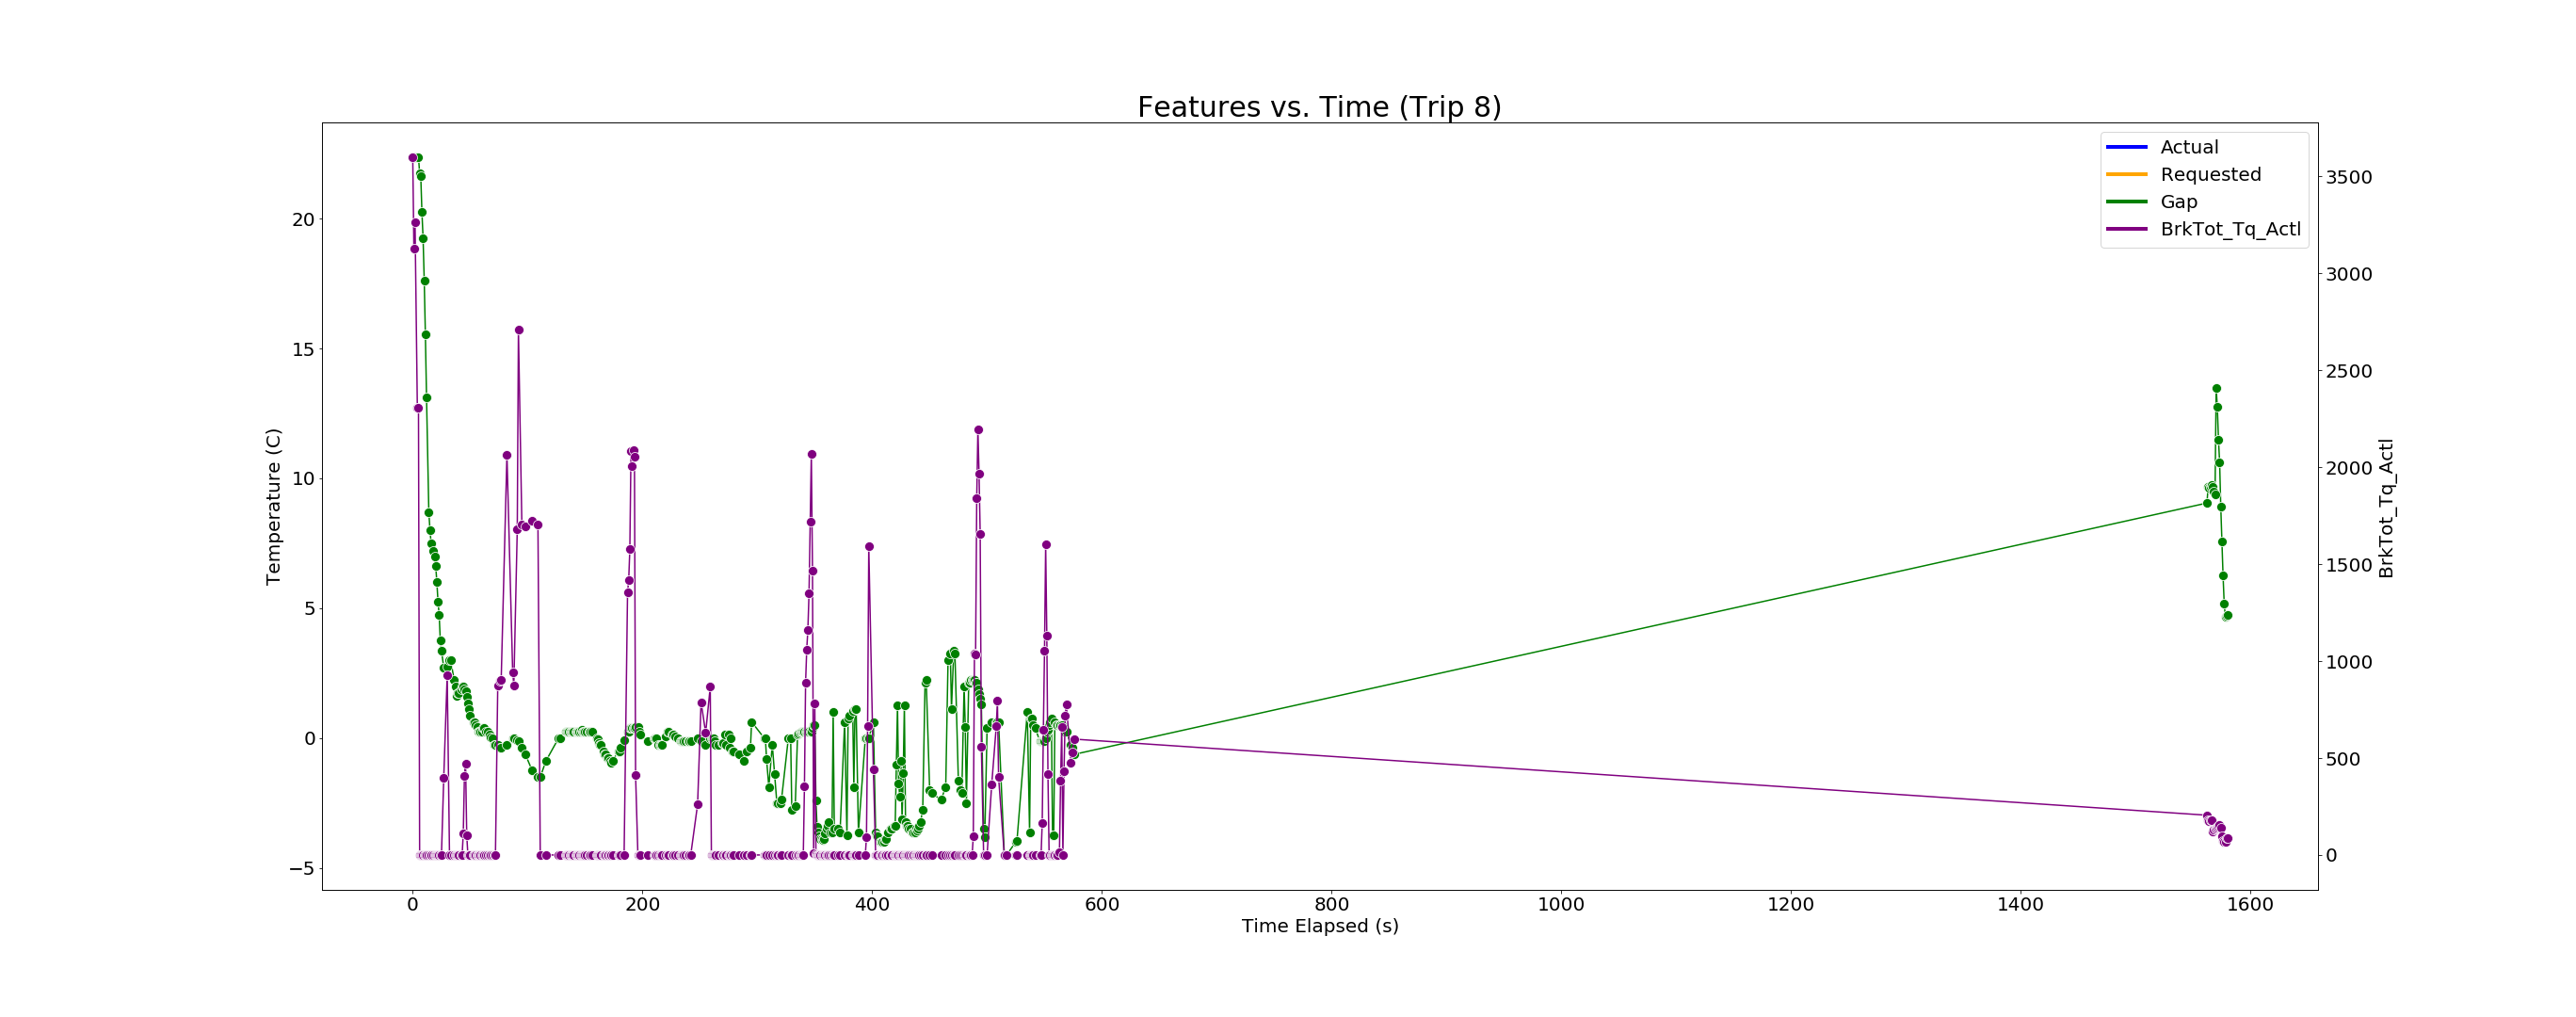 Features vs. Time (Trip 8)
Actual
Requested
Gap
BrkTot_Tq_Actl
Temperature (C)
20
15
10
5
0
−5
3500
3000
2500
2000
1500
1000
500
0
BrkTot_Tq_Actl
0 200 400 600 800 1000 1200 1400 1600
Time Elapsed (s)